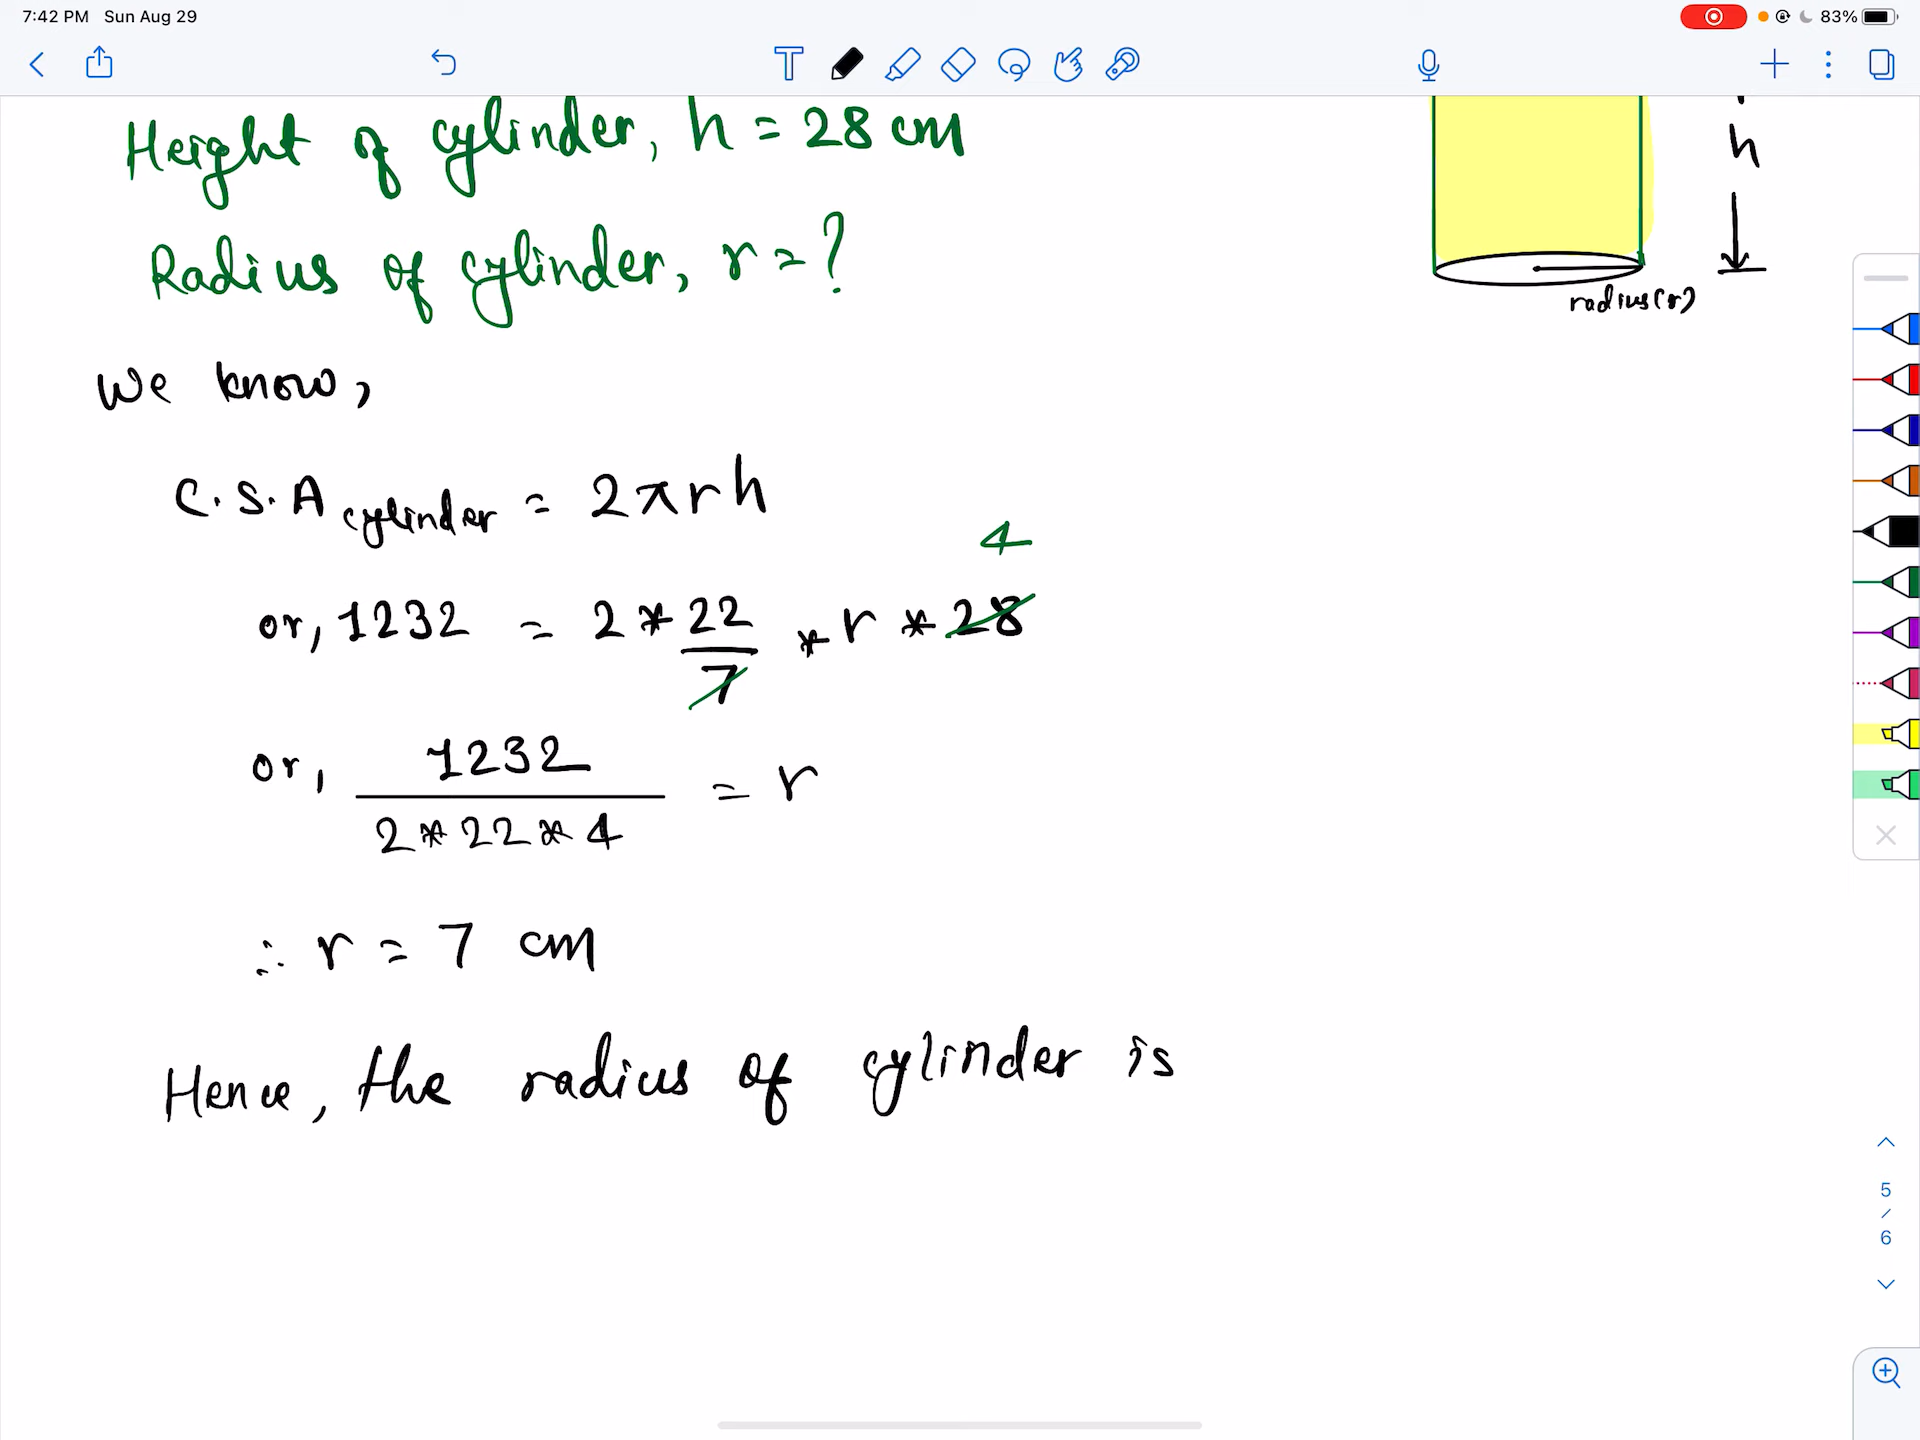 7:42 PM Sun Aug 29
83%
Height of cylinder, h = 28 cm
h
Radius of cylinder, r = ?
radius(r)
We know,
C.S.A cylinder = 2πrh
4
or, 1232 = 2 * 22/7 * r * 28
or, 1232 / 2 * 22 * 4 = r
∴ r = 7 cm
Hence, the radius of cylinder is
5
/
6